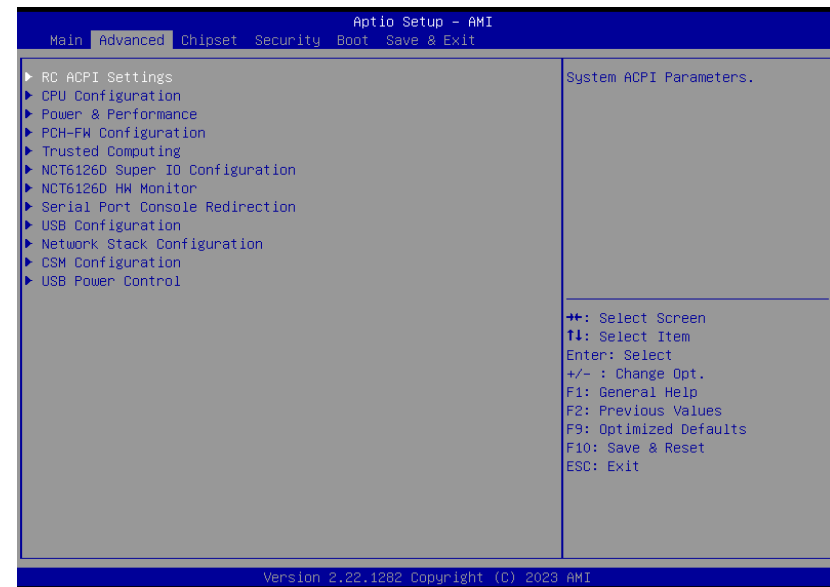 Aptio Setup – AMI
Main Advanced Chipset Security Boot Save & Exit
▶ RC ACPI Settings
▶ CPU Configuration
▶ Power & Performance
▶ PCH-FW Configuration
▶ Trusted Computing
▶ NCT6126D Super IO Configuration
▶ NCT6126D HW Monitor
▶ Serial Port Console Redirection
▶ USB Configuration
▶ Network Stack Configuration
▶ CSM Configuration
▶ USB Power Control
System ACPI Parameters.
→←: Select Screen
↑↓: Select Item
Enter: Select
+/- : Change Opt.
F1: General Help
F2: Previous Values
F9: Optimized Defaults
F10: Save & Reset
ESC: Exit
Version 2.22.1282 Copyright (C) 2023 AMI